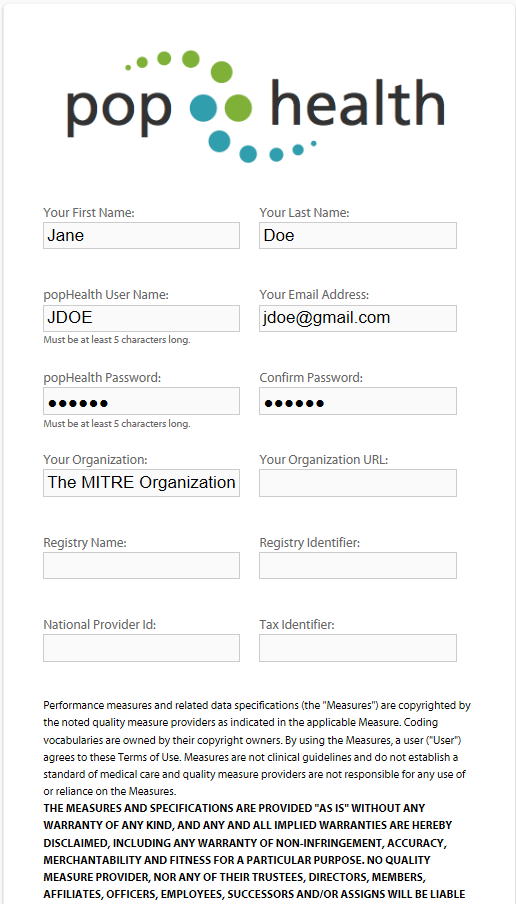 pop health
Your First Name: Your Last Name:
Jane Doe
popHealth User Name: Your Email Address:
JDOE jdoe@gmail.com
Must be at least 5 characters long.
popHealth Password: Confirm Password:
●●●●●● ●●●●●●
Must be at least 5 characters long.
Your Organization: Your Organization URL:
The MITRE Organization
Registry Name: Registry Identifier:
National Provider Id: Tax Identifier:
Performance measures and related data specifications (the "Measures") are copyrighted by
the noted quality measure providers as indicated in the applicable Measure. Coding
vocabularies are owned by their copyright owners. By using the Measures, a user ("User")
agrees to these Terms of Use. Measures are not clinical guidelines and do not establish a
standard of medical care and quality measure providers are not responsible for any use of
or reliance on the Measures.
THE MEASURES AND SPECIFICATIONS ARE PROVIDED "AS IS" WITHOUT ANY
WARRANTY OF ANY KIND, AND ANY AND ALL IMPLIED WARRANTIES ARE HEREBY
DISCLAIMED, INCLUDING ANY WARRANTY OF NON-INFRINGEMENT, ACCURACY,
MERCHANTABILITY AND FITNESS FOR A PARTICULAR PURPOSE. NO QUALITY
MEASURE PROVIDER, NOR ANY OF THEIR TRUSTEES, DIRECTORS, MEMBERS,
AFFILIATES, OFFICERS, EMPLOYEES, SUCCESSORS AND/OR ASSIGNS WILL BE LIABLE